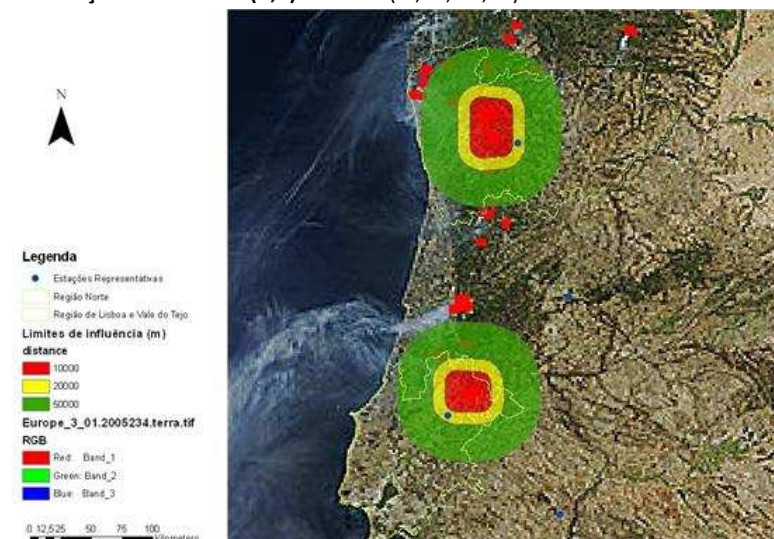 N
Legenda
Estações Representativas
Região Norte
Região de Lisboa e Vale do Tejo
Limites de influência (m)
distance
10000
20000
50000
Europe_3_01.2005234.terra.tif
RGB
Red: Band_1
Green: Band_2
Blue: Band_3
0 12,525 50 75 100
Kilometers